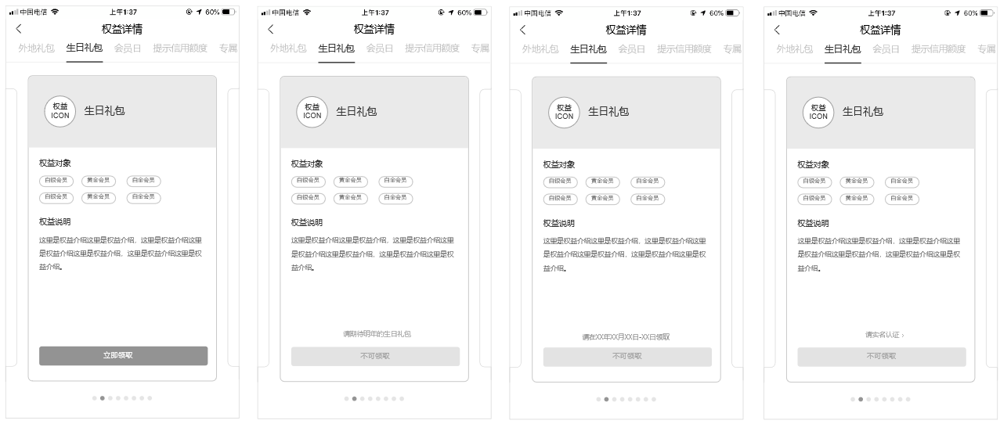 中国电信 上午1:37 60%
权益详情
外地礼包 生日礼包 会员日 提示信用额度 专属
权益
ICON
生日礼包
权益对象
白银会员 黄金会员 白金会员
白银会员 黄金会员 白金会员
权益说明
这里是权益介绍这里是权益介绍，这里是权益介绍这里
是权益介绍这里是权益介绍，这里是权益介绍这里是权
益介绍。
立即领取
中国电信 上午1:37 60%
权益详情
外地礼包 生日礼包 会员日 提示信用额度 专属
权益
ICON
生日礼包
权益对象
白银会员 黄金会员 白金会员
白银会员 黄金会员 白金会员
权益说明
这里是权益介绍这里是权益介绍，这里是权益介绍这里
是权益介绍这里是权益介绍，这里是权益介绍这里是权
益介绍。
请期待明年的生日礼包
不可领取
中国电信 上午1:37 60%
权益详情
外地礼包 生日礼包 会员日 提示信用额度 专属
权益
ICON
生日礼包
权益对象
白银会员 黄金会员 白金会员
白银会员 黄金会员 白金会员
权益说明
这里是权益介绍这里是权益介绍，这里是权益介绍这里
是权益介绍这里是权益介绍，这里是权益介绍这里是权
益介绍。
请在XX年XX月XX日-XX日领取
不可领取
中国电信 上午1:37 60%
权益详情
外地礼包 生日礼包 会员日 提示信用额度 专属
权益
ICON
生日礼包
权益对象
白银会员 黄金会员 白金会员
白银会员 黄金会员 白金会员
权益说明
这里是权益介绍这里是权益介绍，这里是权益介绍这里
是权益介绍这里是权益介绍，这里是权益介绍这里是权
益介绍。
请实名认证 >
不可领取